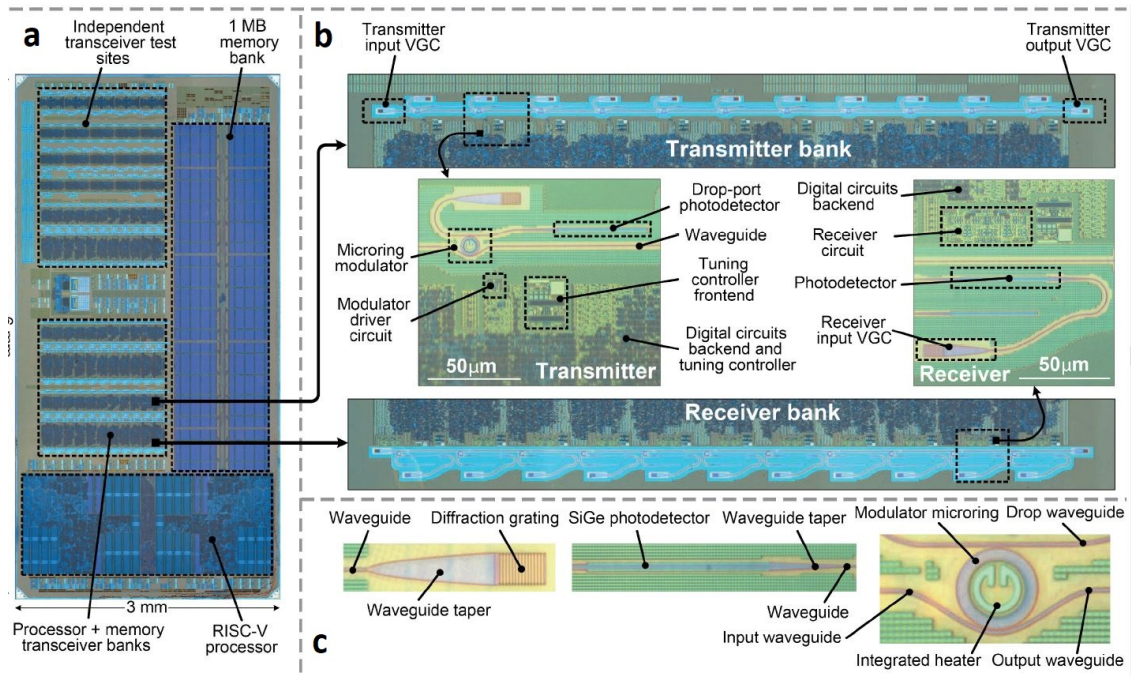 a
Independent
transceiver test
sites
1 MB
memory
bank
3 mm
Processor + memory
transceiver banks
RISC-V
processor
b
Transmitter
input VGC
Transmitter
output VGC
Transmitter bank
Drop-port
photodetector
Waveguide
Microring
modulator
Tuning
controller
frontend
Modulator
driver
circuit
Digital circuits
backend and
tuning controller
50μm
Transmitter
Digital circuits
backend
Receiver
circuit
Photodetector
Receiver
input VGC
Receiver
50μm
Receiver bank
c
Waveguide
Diffraction grating
Waveguide taper
SiGe photodetector
Waveguide taper
Waveguide
Modulator microring
Drop waveguide
Input waveguide
Integrated heater
Output waveguide